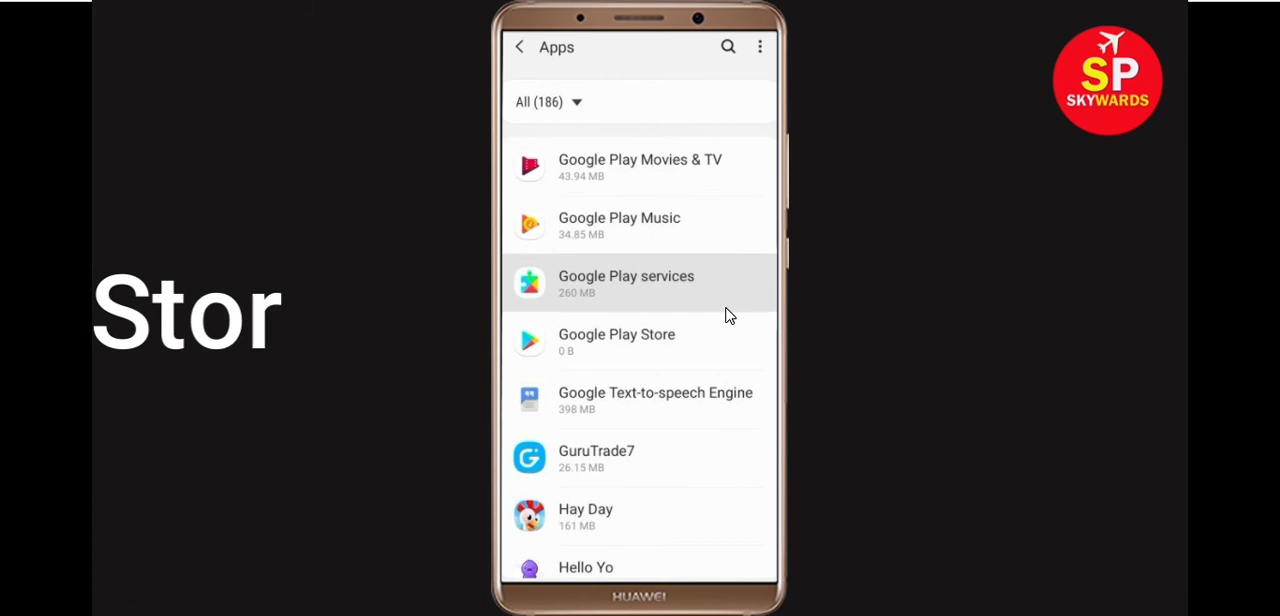 Apps
All (186)
Google Play Movies & TV
43.94 MB
Google Play Music
34.85 MB
Google Play services
260 MB
Google Play Store
0 B
Google Text-to-speech Engine
398 MB
GuruTrade7
26.15 MB
Hay Day
161 MB
Hello Yo
HUAWEI
Stor
SP
SKYWARDS